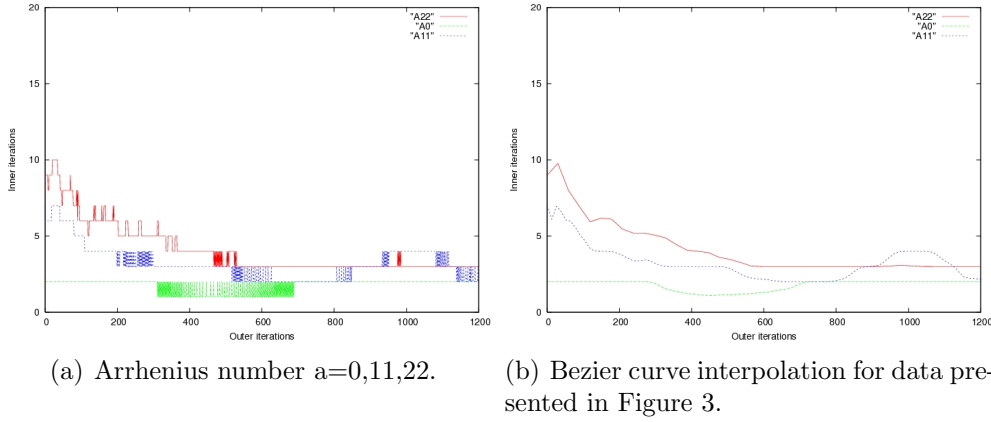 20
15
10
5
0
Inner iterations
"A22"
"A0"
"A11"
0
200
400
600
800
1000
1200
Outer iterations
(a) Arrhenius number a=0,11,22.
20
15
10
5
0
Inner iterations
"A22"
"A0"
"A11"
0
200
400
600
800
1000
1200
Outer iterations
(b) Bezier curve interpolation for data pre-
sented in Figure 3.